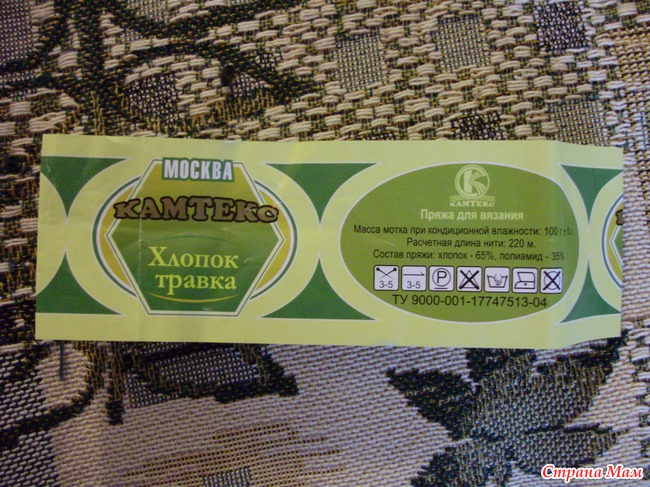 МОСКВА
КАМТЕКС
Хлопок
травка
КАМТЕКС
Пряжа для вязания
Масса мотка при кондиционной влажности: 100 г
Расчетная длина нити: 220 м.
Состав пряжи: хлопок - 65%, полиамид - 35%
3-5 3-5 P
ТУ 9000-001-17747513-04
Страна Мам